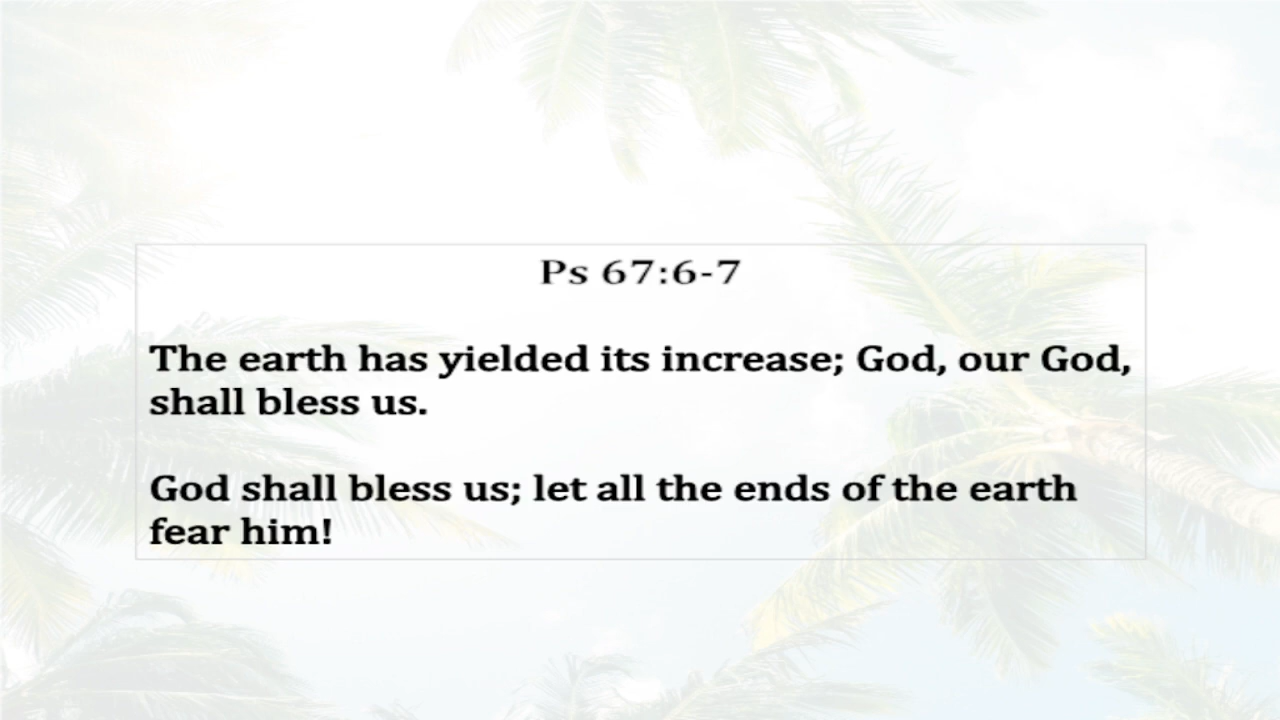 Ps 67:6-7
The earth has yielded its increase; God, our God,
shall bless us.
God shall bless us; let all the ends of the earth
fear him!